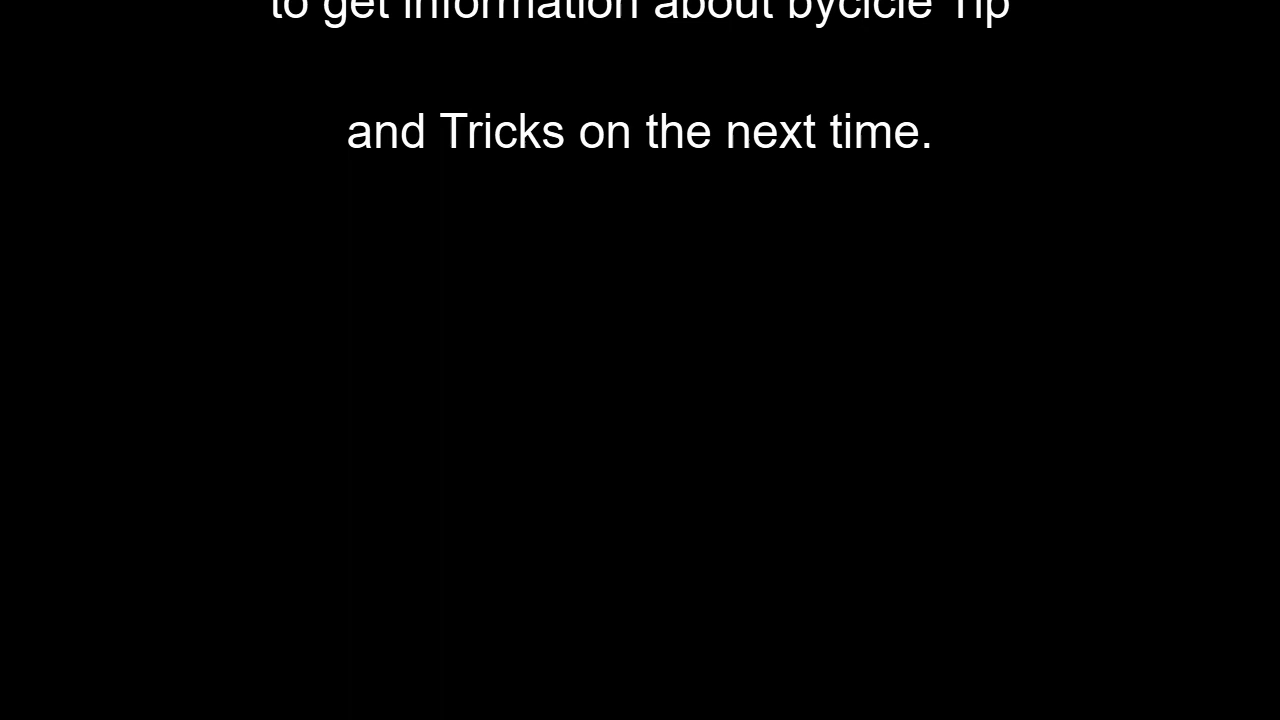 to get information about bycicle Tip
and Tricks on the next time.